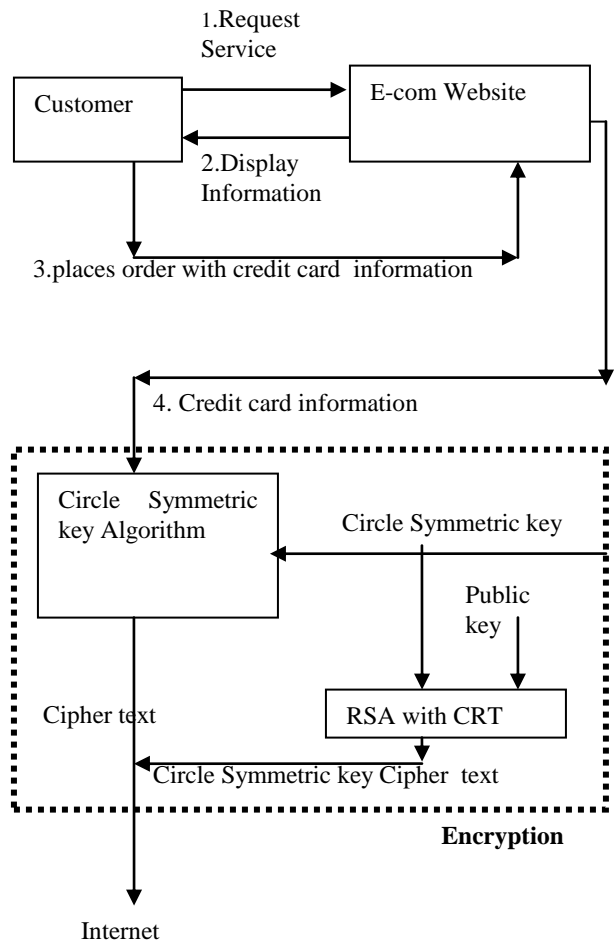 1.Request
Service
Customer
E-com Website
2.Display
Information
3.places order with credit card information
4. Credit card information
Circle Symmetric
key Algorithm
Circle Symmetric key
Public
key
RSA with CRT
Cipher text
Circle Symmetric key Cipher text
Encryption
Internet